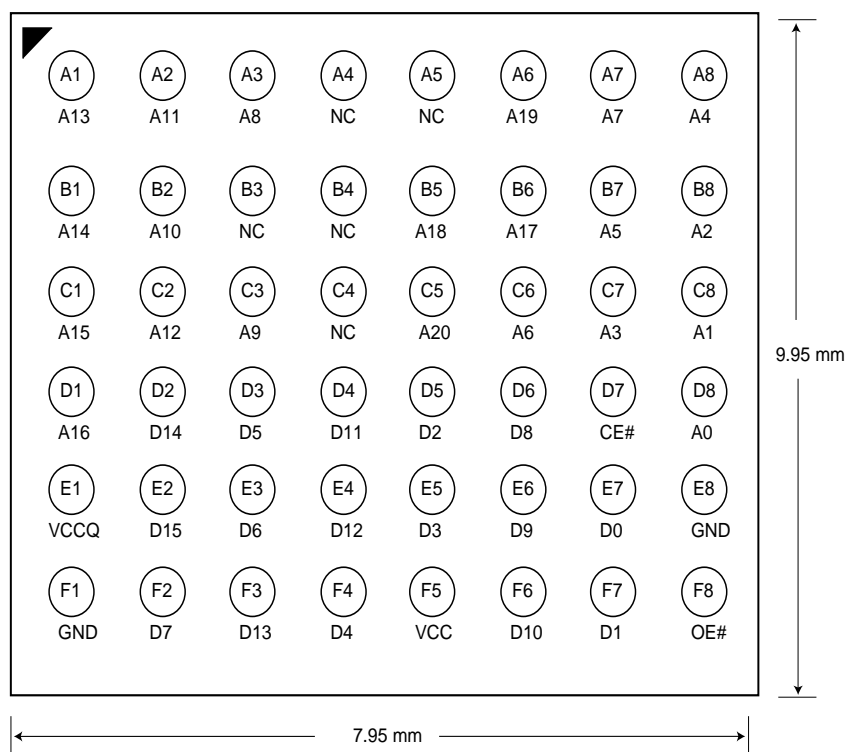 A1 A2 A3 A4 A5 A6 A7 A8
A13 A11 A8 NC NC A19 A7 A4
B1 B2 B3 B4 B5 B6 B7 B8
A14 A10 NC NC A18 A17 A5 A2
C1 C2 C3 C4 C5 C6 C7 C8
A15 A12 A9 NC A20 A6 A3 A1
9.95 mm
D1 D2 D3 D4 D5 D6 D7 D8
A16 D14 D5 D11 D2 D8 CE# A0
E1 E2 E3 E4 E5 E6 E7 E8
VCCQ D15 D6 D12 D3 D9 D0 GND
F1 F2 F3 F4 F5 F6 F7 F8
GND D7 D13 D4 VCC D10 D1 OE#
7.95 mm